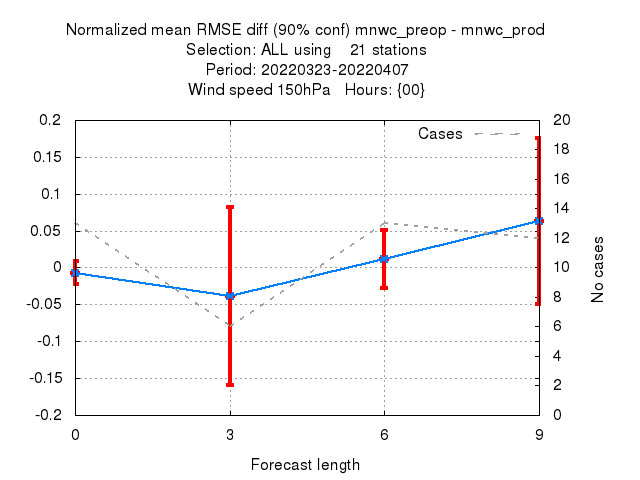 Normalized mean RMSE diff (90% conf) mnwc_preop - mnwc_prod
Selection: ALL using    21 stations
Period: 20220323-20220407
Wind speed 150hPa   Hours: {00}
Cases
0.2
0.15
0.1
0.05
0
-0.05
-0.1
-0.15
-0.2
20
18
16
14
12
10
8
6
4
2
0
No cases
0 3 6 9
Forecast length